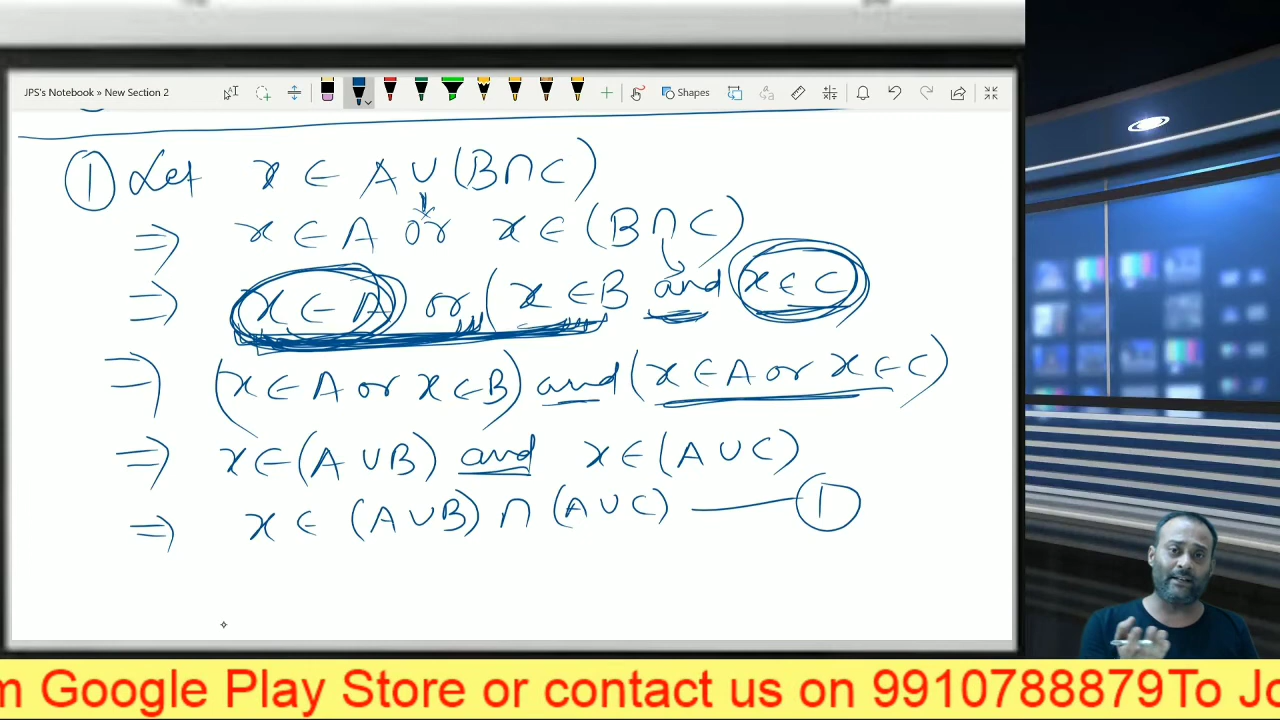 JPS's Notebook » New Section 2
Shapes
① Let x ∈ A ∪ (B ∩ C)
⇒ x ∈ A or x ∈ (B ∩ C)
⇒ x ∈ A or (x ∈ B and x ∈ C
⇒ (x ∈ A or x ∈ B) and (x ∈ A or x ∈ C)
⇒ x ∈ (A ∪ B) and x ∈ (A ∪ C)
⇒ x ∈ (A ∪ B) ∩ (A ∪ C) — ①
m Google Play Store or contact us on 9910788879To Jo